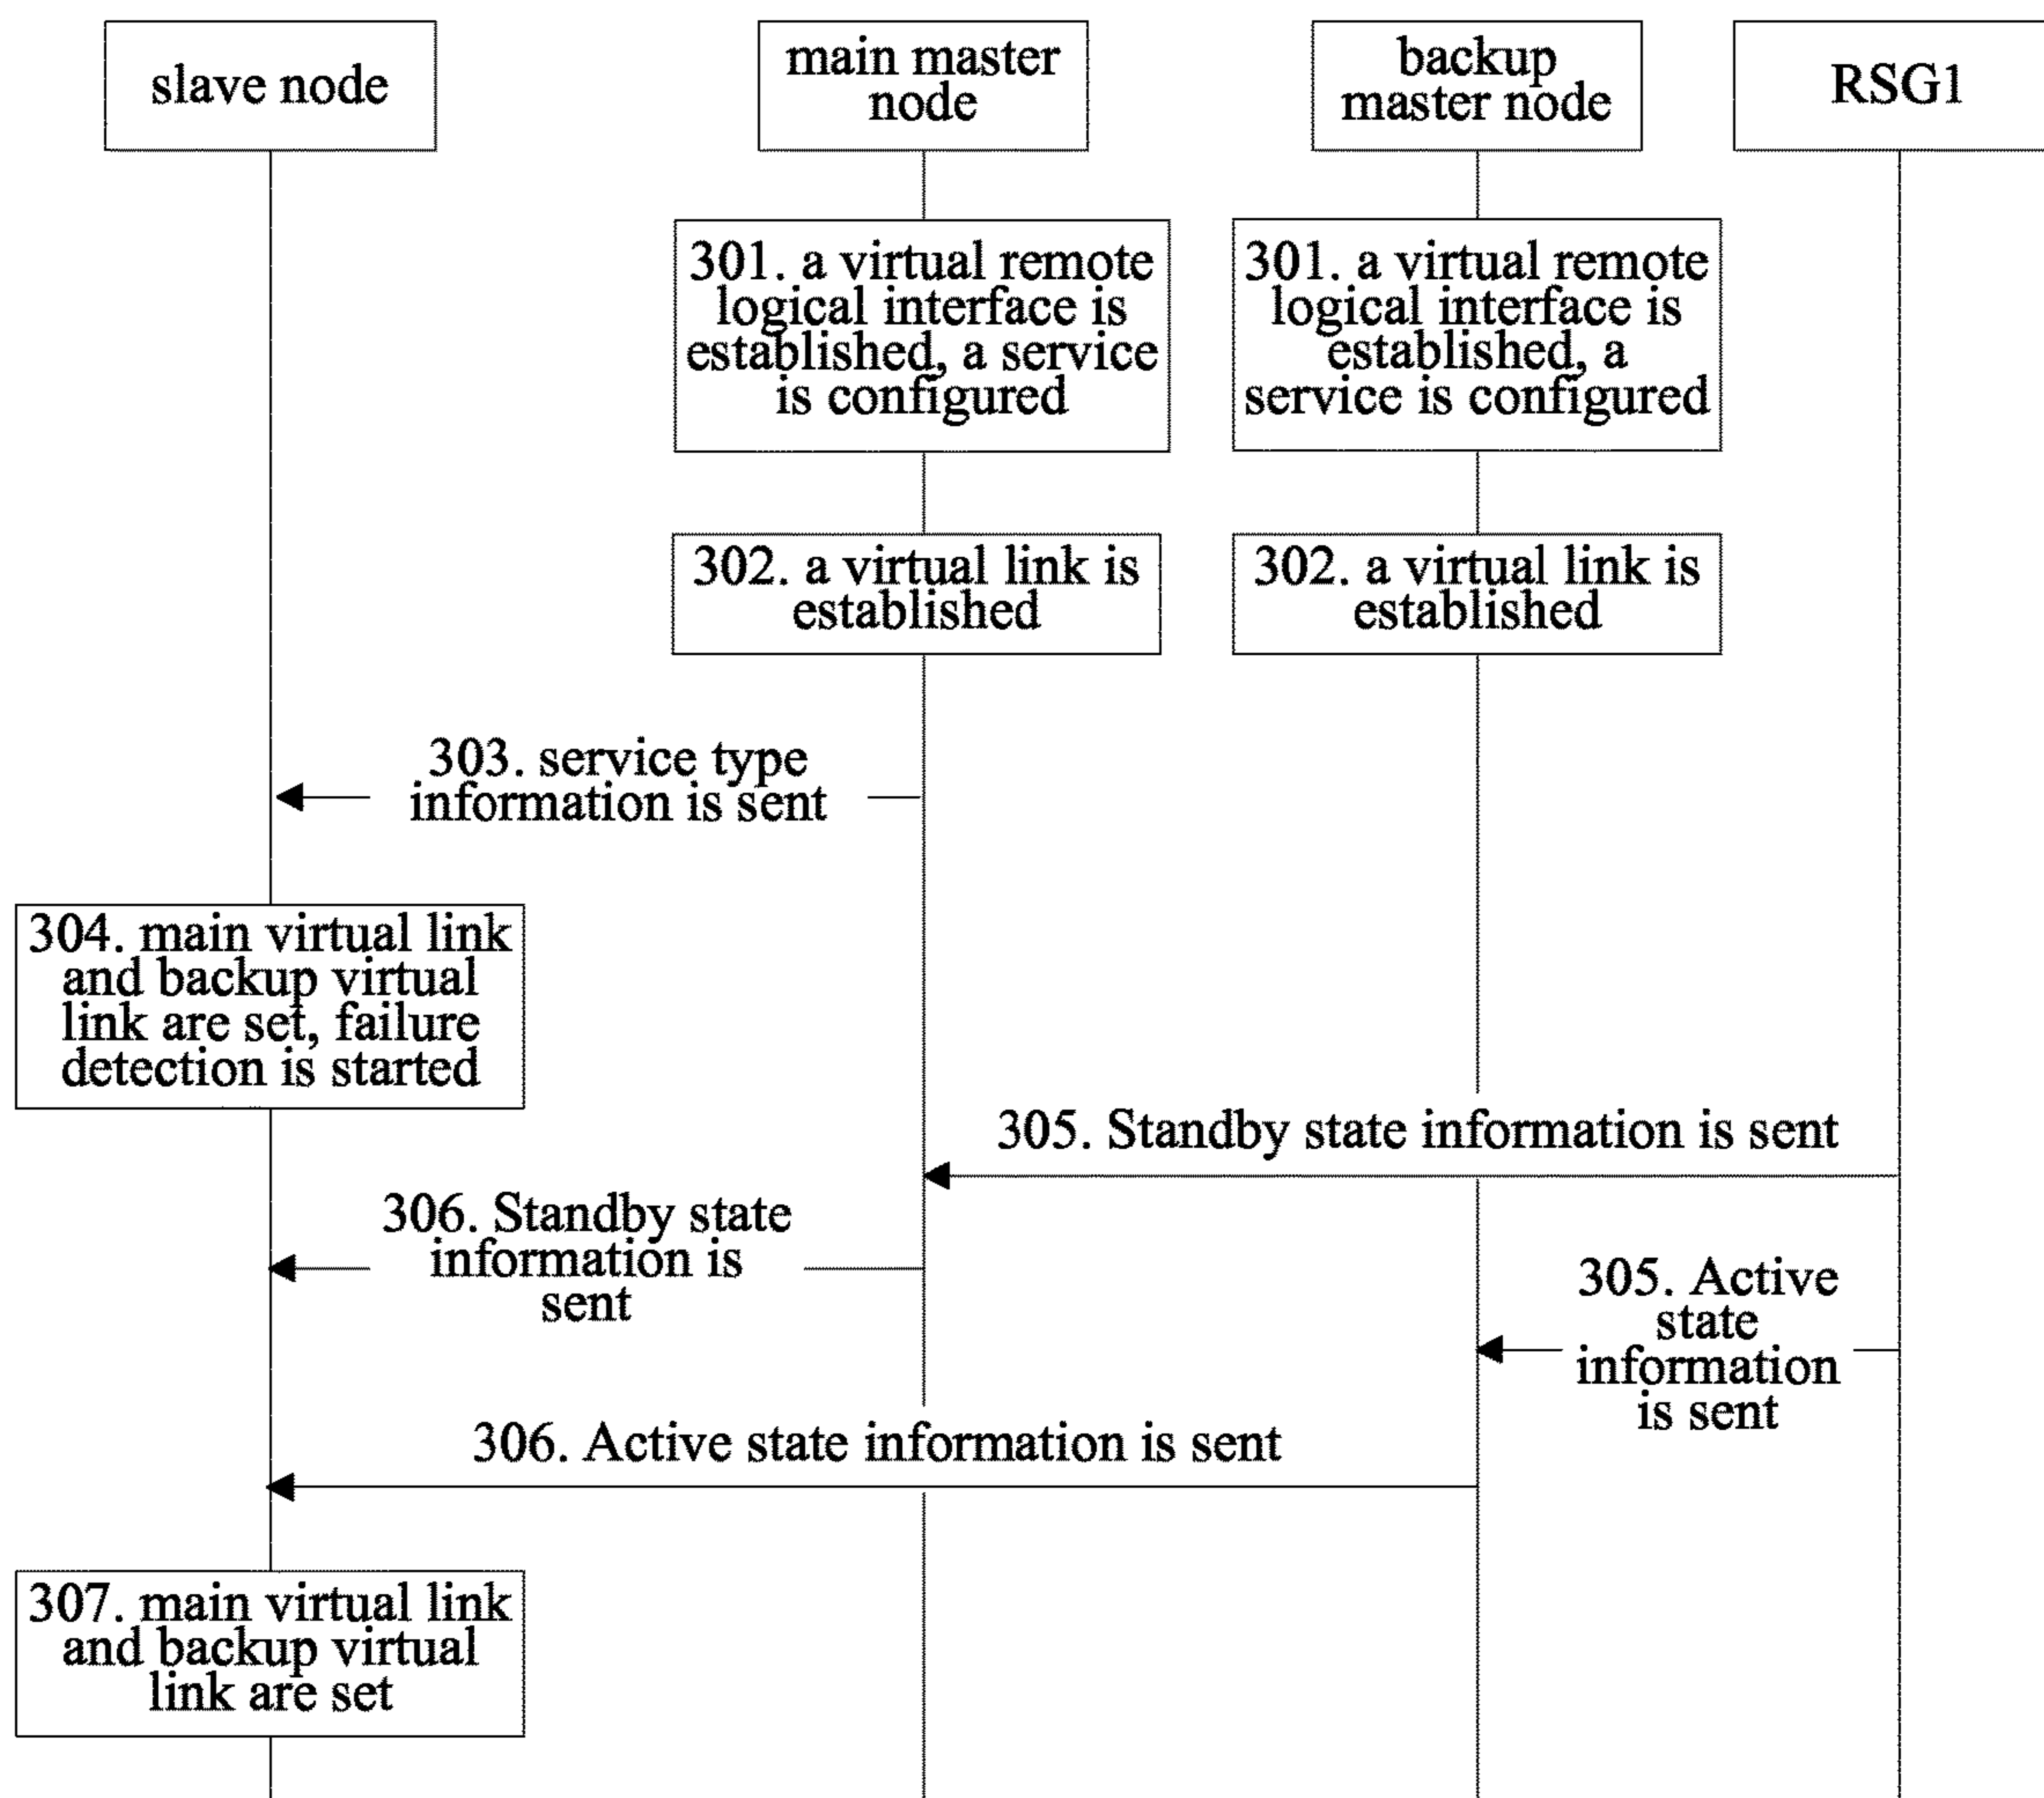 slave node
main master
node
backup
master node
RSG1
301. a virtual remote
logical interface is
established, a service
is configured
301. a virtual remote
logical interface is
established, a
service is configured
302. a virtual link is
established
302. a virtual link is
established
303. service type
information is sent
304. main virtual link
and backup virtual
link are set, failure
detection is started
305. Standby state information is sent
306. Standby state
information is
sent
305. Active
state
information
is sent
306. Active state information is sent
307. main virtual link
and backup virtual
link are set